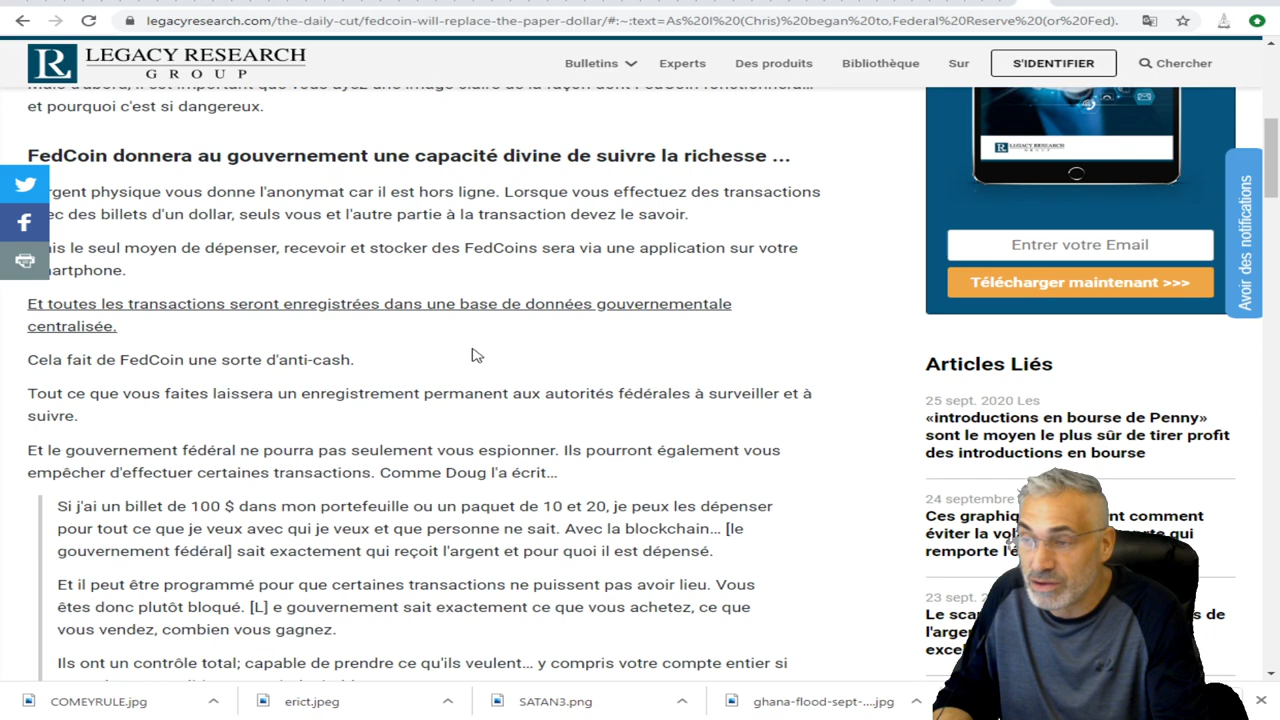 legacyresearch.com/the-daily-cut/fedcoin-will-replace-the-paper-dollar/#:~:text=As%20I%20(Chris)%20began%20to,Federal%20Reserve%20(or%20Fed).
LEGACY RESEARCH
GROUP
Bulletins
Experts
Des produits
Bibliothèque
Sur
S'IDENTIFIER
Chercher
et pourquoi c'est si dangereux.
FedCoin donnera au gouvernement une capacité divine de suivre la richesse ...
rgent physique vous donne l'anonymat car il est hors ligne. Lorsque vous effectuez des transactions
ec des billets d'un dollar, seuls vous et l'autre partie à la transaction devez le savoir.
is le seul moyen de dépenser, recevoir et stocker des FedCoins sera via une application sur votre
artphone.
Et toutes les transactions seront enregistrées dans une base de données gouvernementale
centralisée.
Cela fait de FedCoin une sorte d'anti-cash.
Tout ce que vous faites laissera un enregistrement permanent aux autorités fédérales à surveiller et à
suivre.
Et le gouvernement fédéral ne pourra pas seulement vous espionner. Ils pourront également vous
empêcher d'effectuer certaines transactions. Comme Doug l'a écrit…
Si j'ai un billet de 100 $ dans mon portefeuille ou un paquet de 10 et 20, je peux les dépenser
pour tout ce que je veux avec qui je veux et que personne ne sait. Avec la blockchain… [le
gouvernement fédéral] sait exactement qui reçoit l'argent et pour quoi il est dépensé.
Et il peut être programmé pour que certaines transactions ne puissent pas avoir lieu. Vous
êtes donc plutôt bloqué. [L] e gouvernement sait exactement ce que vous achetez, ce que
vous vendez, combien vous gagnez.
Ils ont un contrôle total; capable de prendre ce qu'ils veulent… y compris votre compte entier si
LEGACY RESEARCH
Entrer votre Email
Télécharger maintenant >>>
Avoir des notifications
Articles Liés
25 sept. 2020 Les
«introductions en bourse de Penny»
sont le moyen le plus sûr de tirer profit
des introductions en bourse
24 septembre
Ces graphiq nt comment
éviter la vol qui
remporte l'é
23 sept. 2
Le scan s de
l'arge
exce
COMEYRULE.jpg
erict.jpeg
SATAN3.png
ghana-flood-sept-....jpg